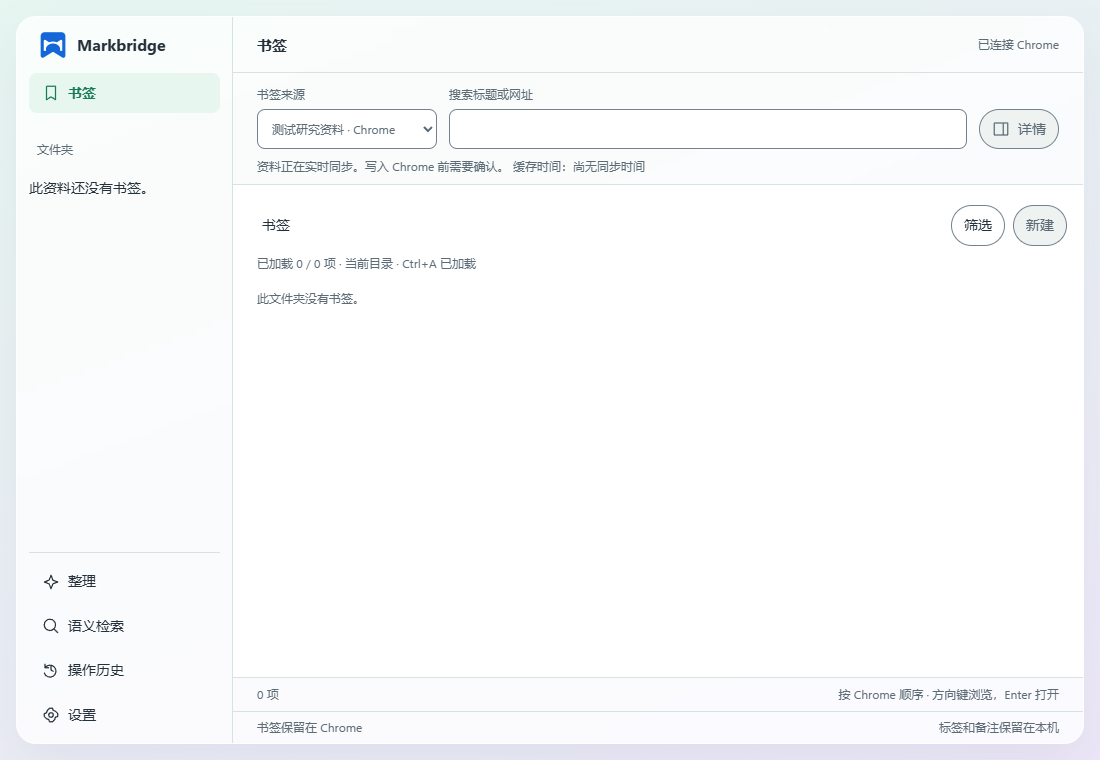 Markbridge
书签
文件夹
此资料还没有书签。
整理
语义检索
操作历史
设置
书签
已连接 Chrome
书签来源
搜索标题或网址
测试研究资料 · Chrome
详情
资料正在实时同步。写入 Chrome 前需要确认。 缓存时间：尚无同步时间
书签
筛选
新建
已加载 0 / 0 项 · 当前目录 · Ctrl+A 已加载
此文件夹没有书签。
0 项
按 Chrome 顺序 · 方向键浏览，Enter 打开
书签保留在 Chrome
标签和备注保留在本机